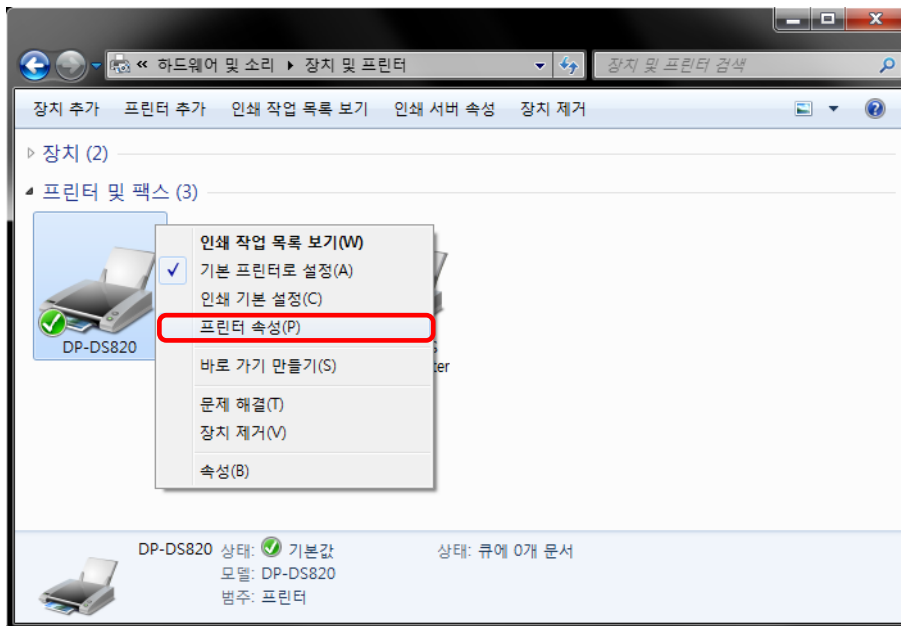 « 하드웨어 및 소리 ▸ 장치 및 프린터
장치 및 프린터 검색
장치 추가 프린터 추가 인쇄 작업 목록 보기 인쇄 서버 속성 장치 제거
장치 (2)
프린터 및 팩스 (3)
DP-DS820
인쇄 작업 목록 보기(W)
기본 프린터로 설정(A)
인쇄 기본 설정(C)
프린터 속성(P)
바로 가기 만들기(S)
문제 해결(T)
장치 제거(V)
속성(B)
DP-DS820 상태: 기본값 상태: 큐에 0개 문서
모델: DP-DS820
범주: 프린터